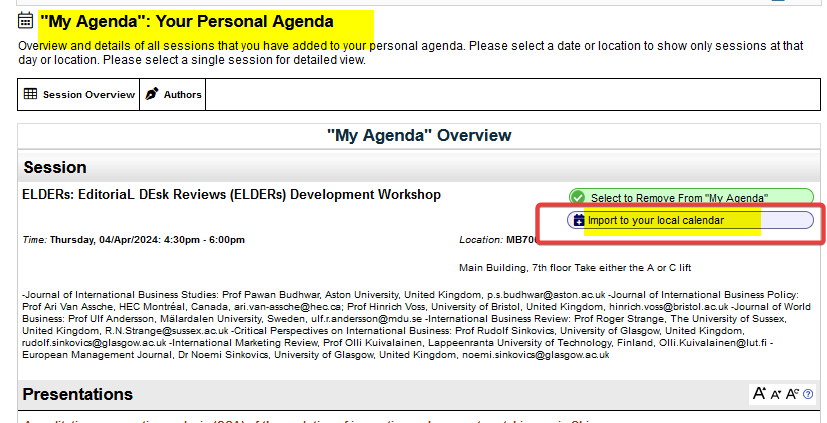 "My Agenda": Your Personal Agenda
Overview and details of all sessions that you have added to your personal agenda. Please select a date or location to show only sessions at that
day or location. Please select a single session for detailed view.
Session Overview
Authors
"My Agenda" Overview
Session
ELDERs: EditoriaL DEsk Reviews (ELDERs) Development Workshop
Select to Remove From "My Agenda"
Import to your local calendar
Time: Thursday, 04/Apr/2024: 4:30pm - 6:00pm
Location:
Main Building, 7th floor Take either the A or C lift
-Journal of International Business Studies: Prof Pawan Budhwar, Aston University, United Kingdom, p.s.budhwar@aston.ac.uk -Journal of International Business Policy:
Prof Ari Van Assche, HEC Montréal, Canada, ari.van-assche@hec.ca; Prof Hinrich Voss, University of Bristol, United Kingdom, hinrich.voss@bristol.ac.uk -Journal of World
Business: Prof Ulf Andersson, Mälardalen University, Sweden, ulf.r.andersson@mdu.se -International Business Review: Prof Roger Strange, The University of Sussex,
United Kingdom, R.N.Strange@sussex.ac.uk -Critical Perspectives on International Business: Prof Rudolf Sinkovics, University of Glasgow, United Kingdom,
rudolf.sinkovics@glasgow.ac.uk -International Marketing Review, Prof Olli Kuivalainen, Lappeenranta University of Technology, Finland, Olli.Kuivalainen@lut.fi -
European Management Journal, Dr Noemi Sinkovics, University of Glasgow, United Kingdom, noemi.sinkovics@glasgow.ac.uk
Presentations